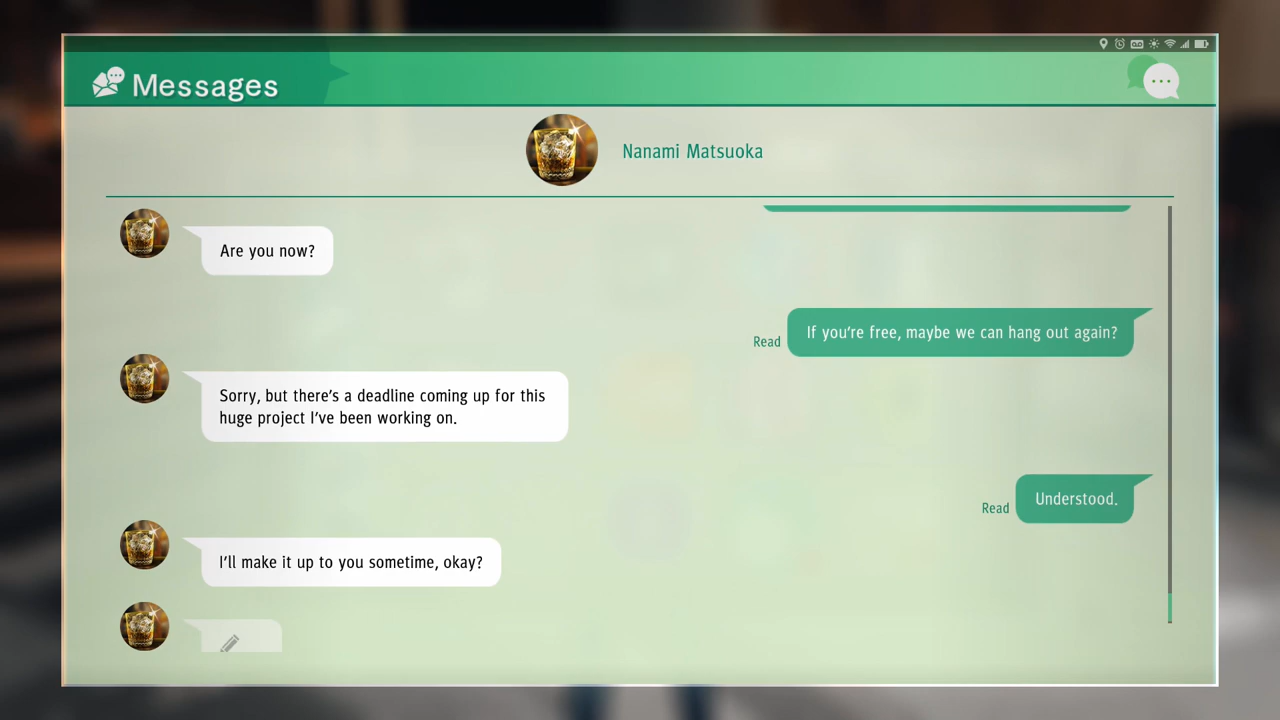 Messages
Nanami Matsuoka
Are you now?
If you're free, maybe we can hang out again?
Read
Sorry, but there's a deadline coming up for this
huge project I've been working on.
Understood.
Read
I'll make it up to you sometime, okay?